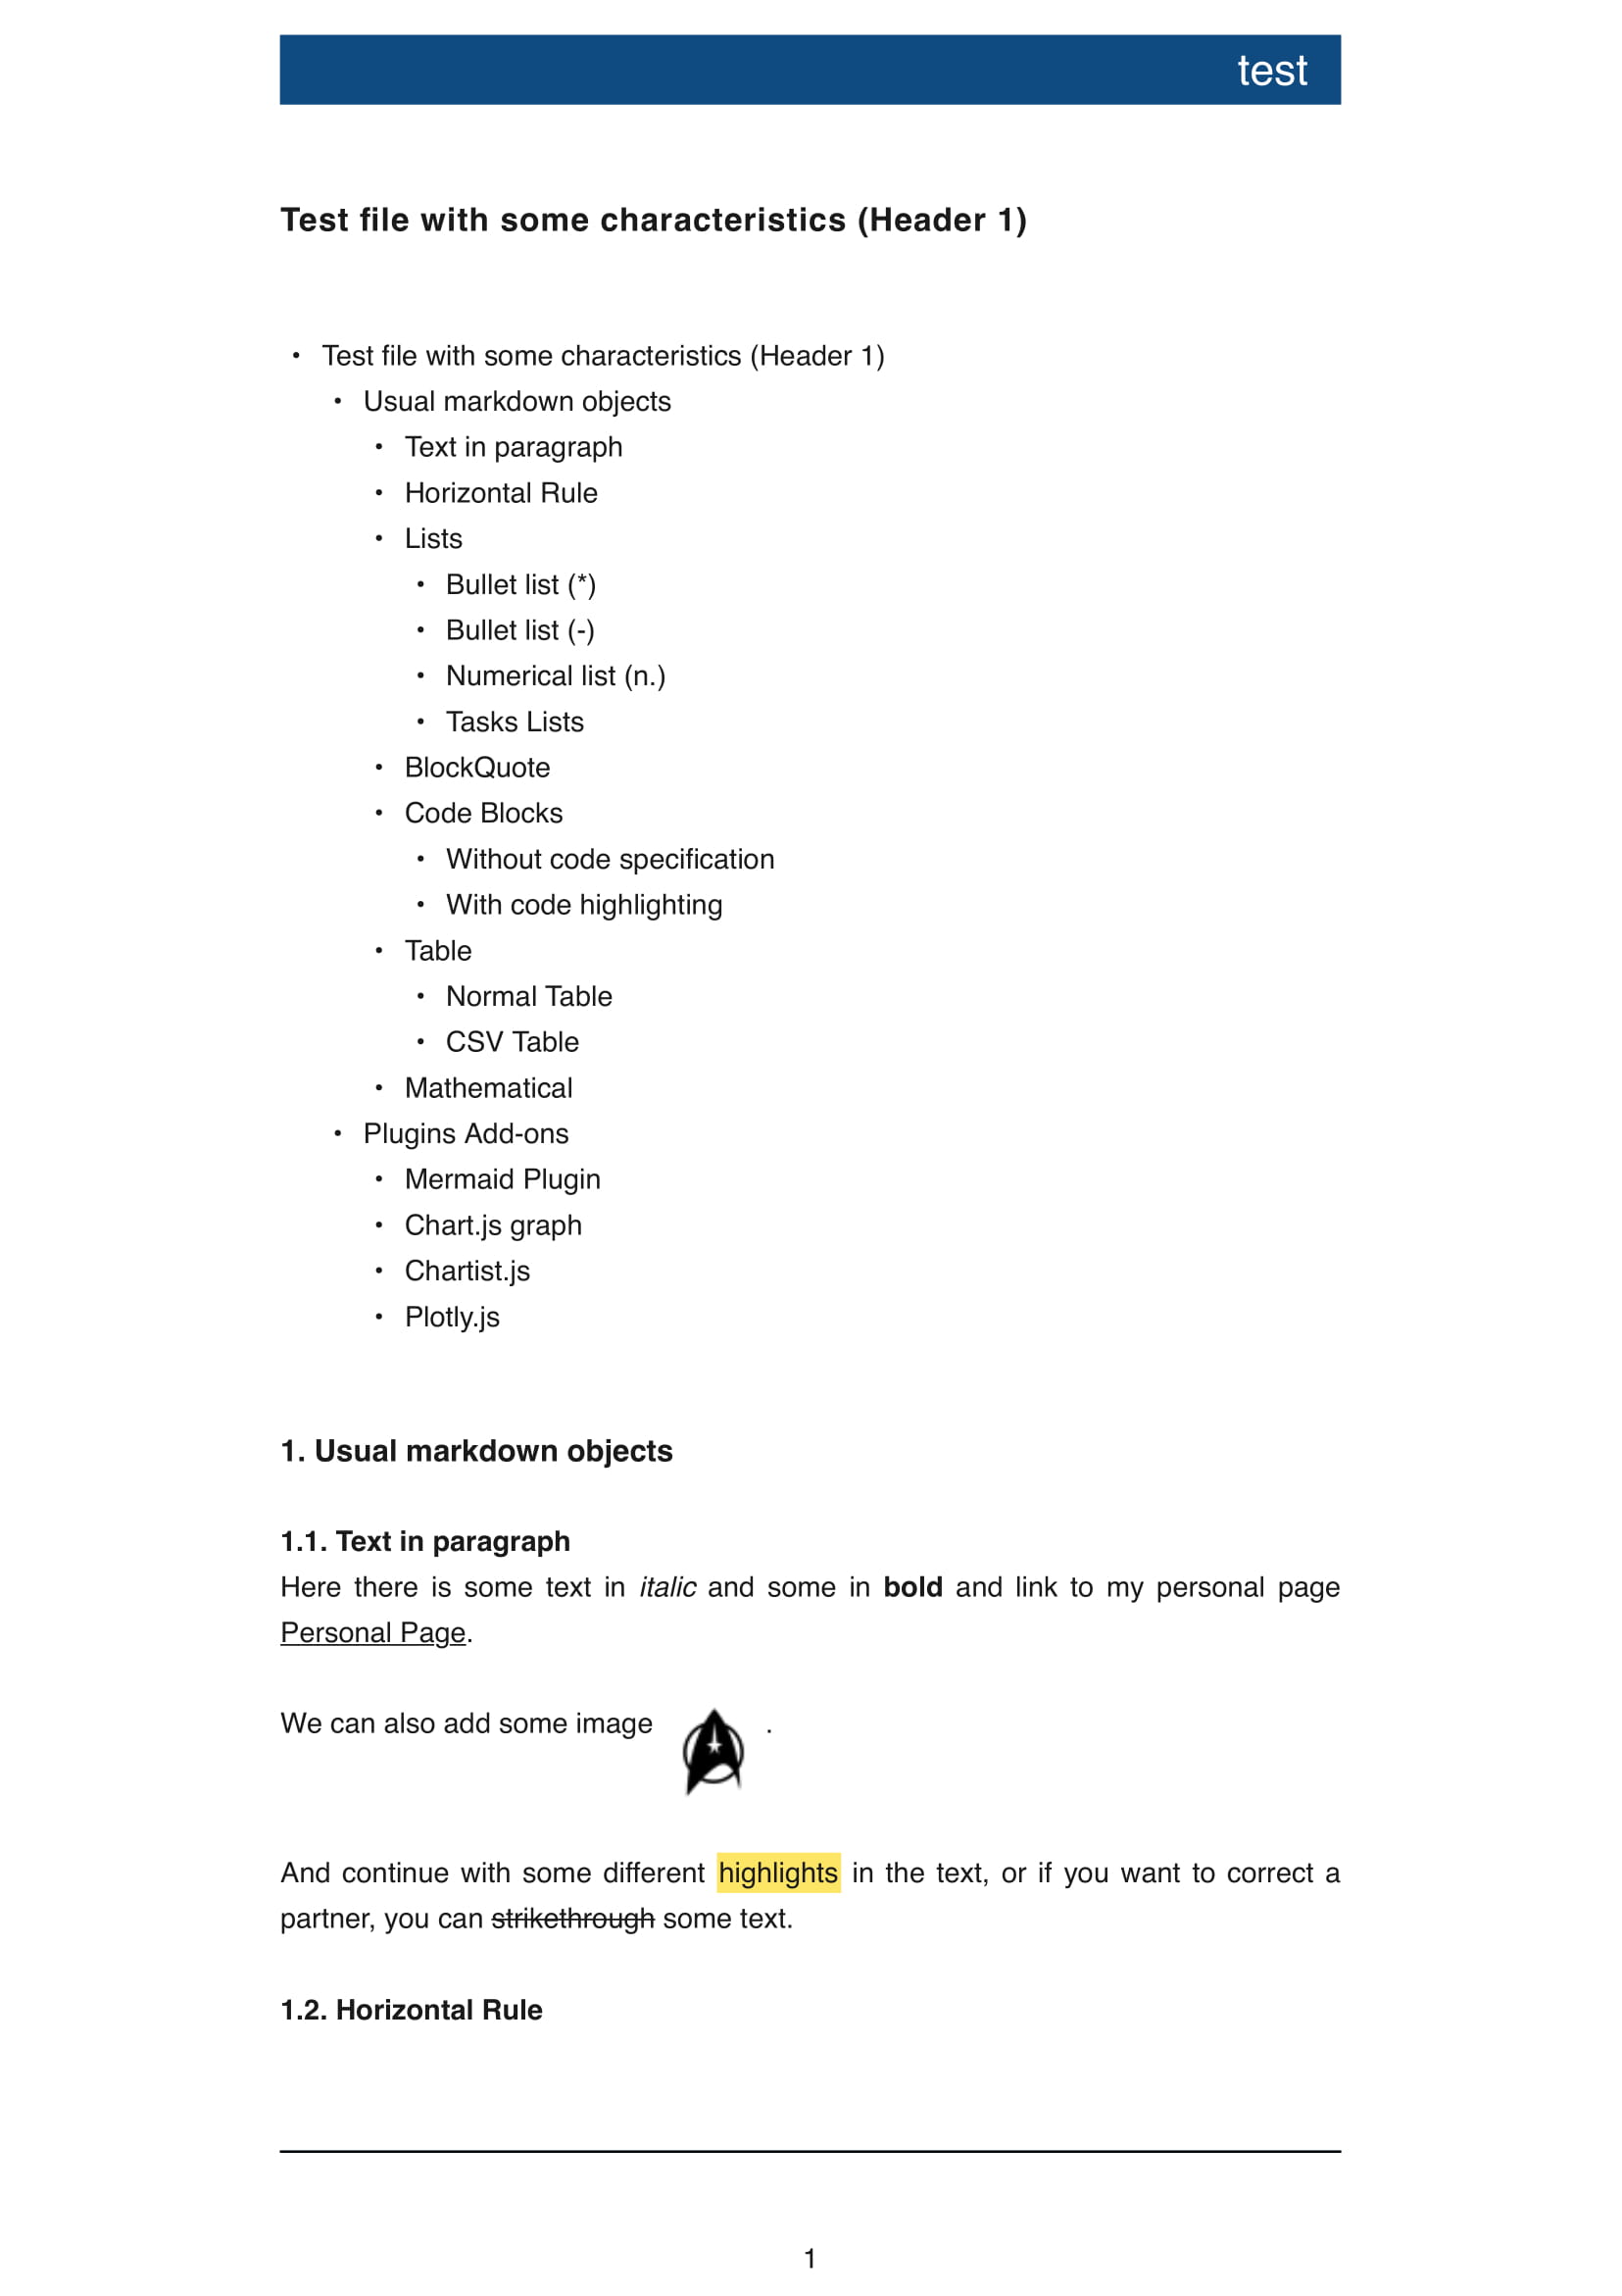 test
Test file with some characteristics (Header 1)
• Test file with some characteristics (Header 1)
• Usual markdown objects
• Text in paragraph
• Horizontal Rule
• Lists
• Bullet list (*)
• Bullet list (-)
• Numerical list (n.)
• Tasks Lists
• BlockQuote
• Code Blocks
• Without code specification
• With code highlighting
• Table
• Normal Table
• CSV Table
• Mathematical
• Plugins Add-ons
• Mermaid Plugin
• Chart.js graph
• Chartist.js
• Plotly.js
1. Usual markdown objects
1.1. Text in paragraph
Here there is some text in italic and some in bold and link to my personal page
Personal Page.
We can also add some image .
And continue with some different highlights in the text, or if you want to correct a
partner, you can strikethrough some text.
1.2. Horizontal Rule
1